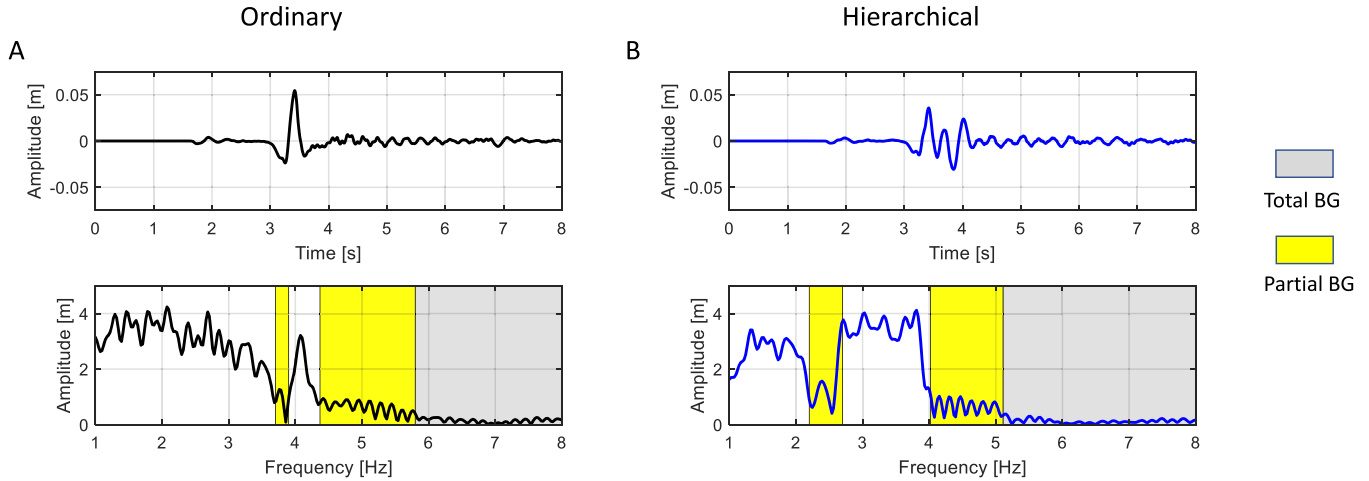 Ordinary
Hierarchical
A
B
Amplitude [m]
0.05
0
-0.05
0 1 2 3 4 5 6 7 8
Time [s]
Amplitude [m]
0.05
0
-0.05
0 1 2 3 4 5 6 7 8
Time [s]
Total BG
Partial BG
Amplitude [m]
4
2
0
1 2 3 4 5 6 7 8
Frequency [Hz]
Amplitude [m]
4
2
0
1 2 3 4 5 6 7 8
Frequency [Hz]